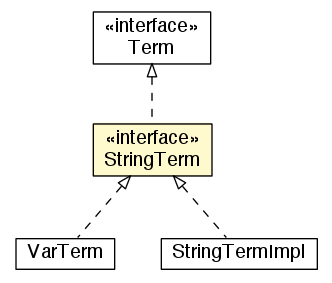 «interface»
Term
«interface»
StringTerm
VarTerm
StringTermImpl